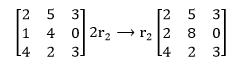 [2 5 3] [2 5 3]
[1 4 0] 2r₂ → r₂ [2 8 0]
[4 2 3] [4 2 3]